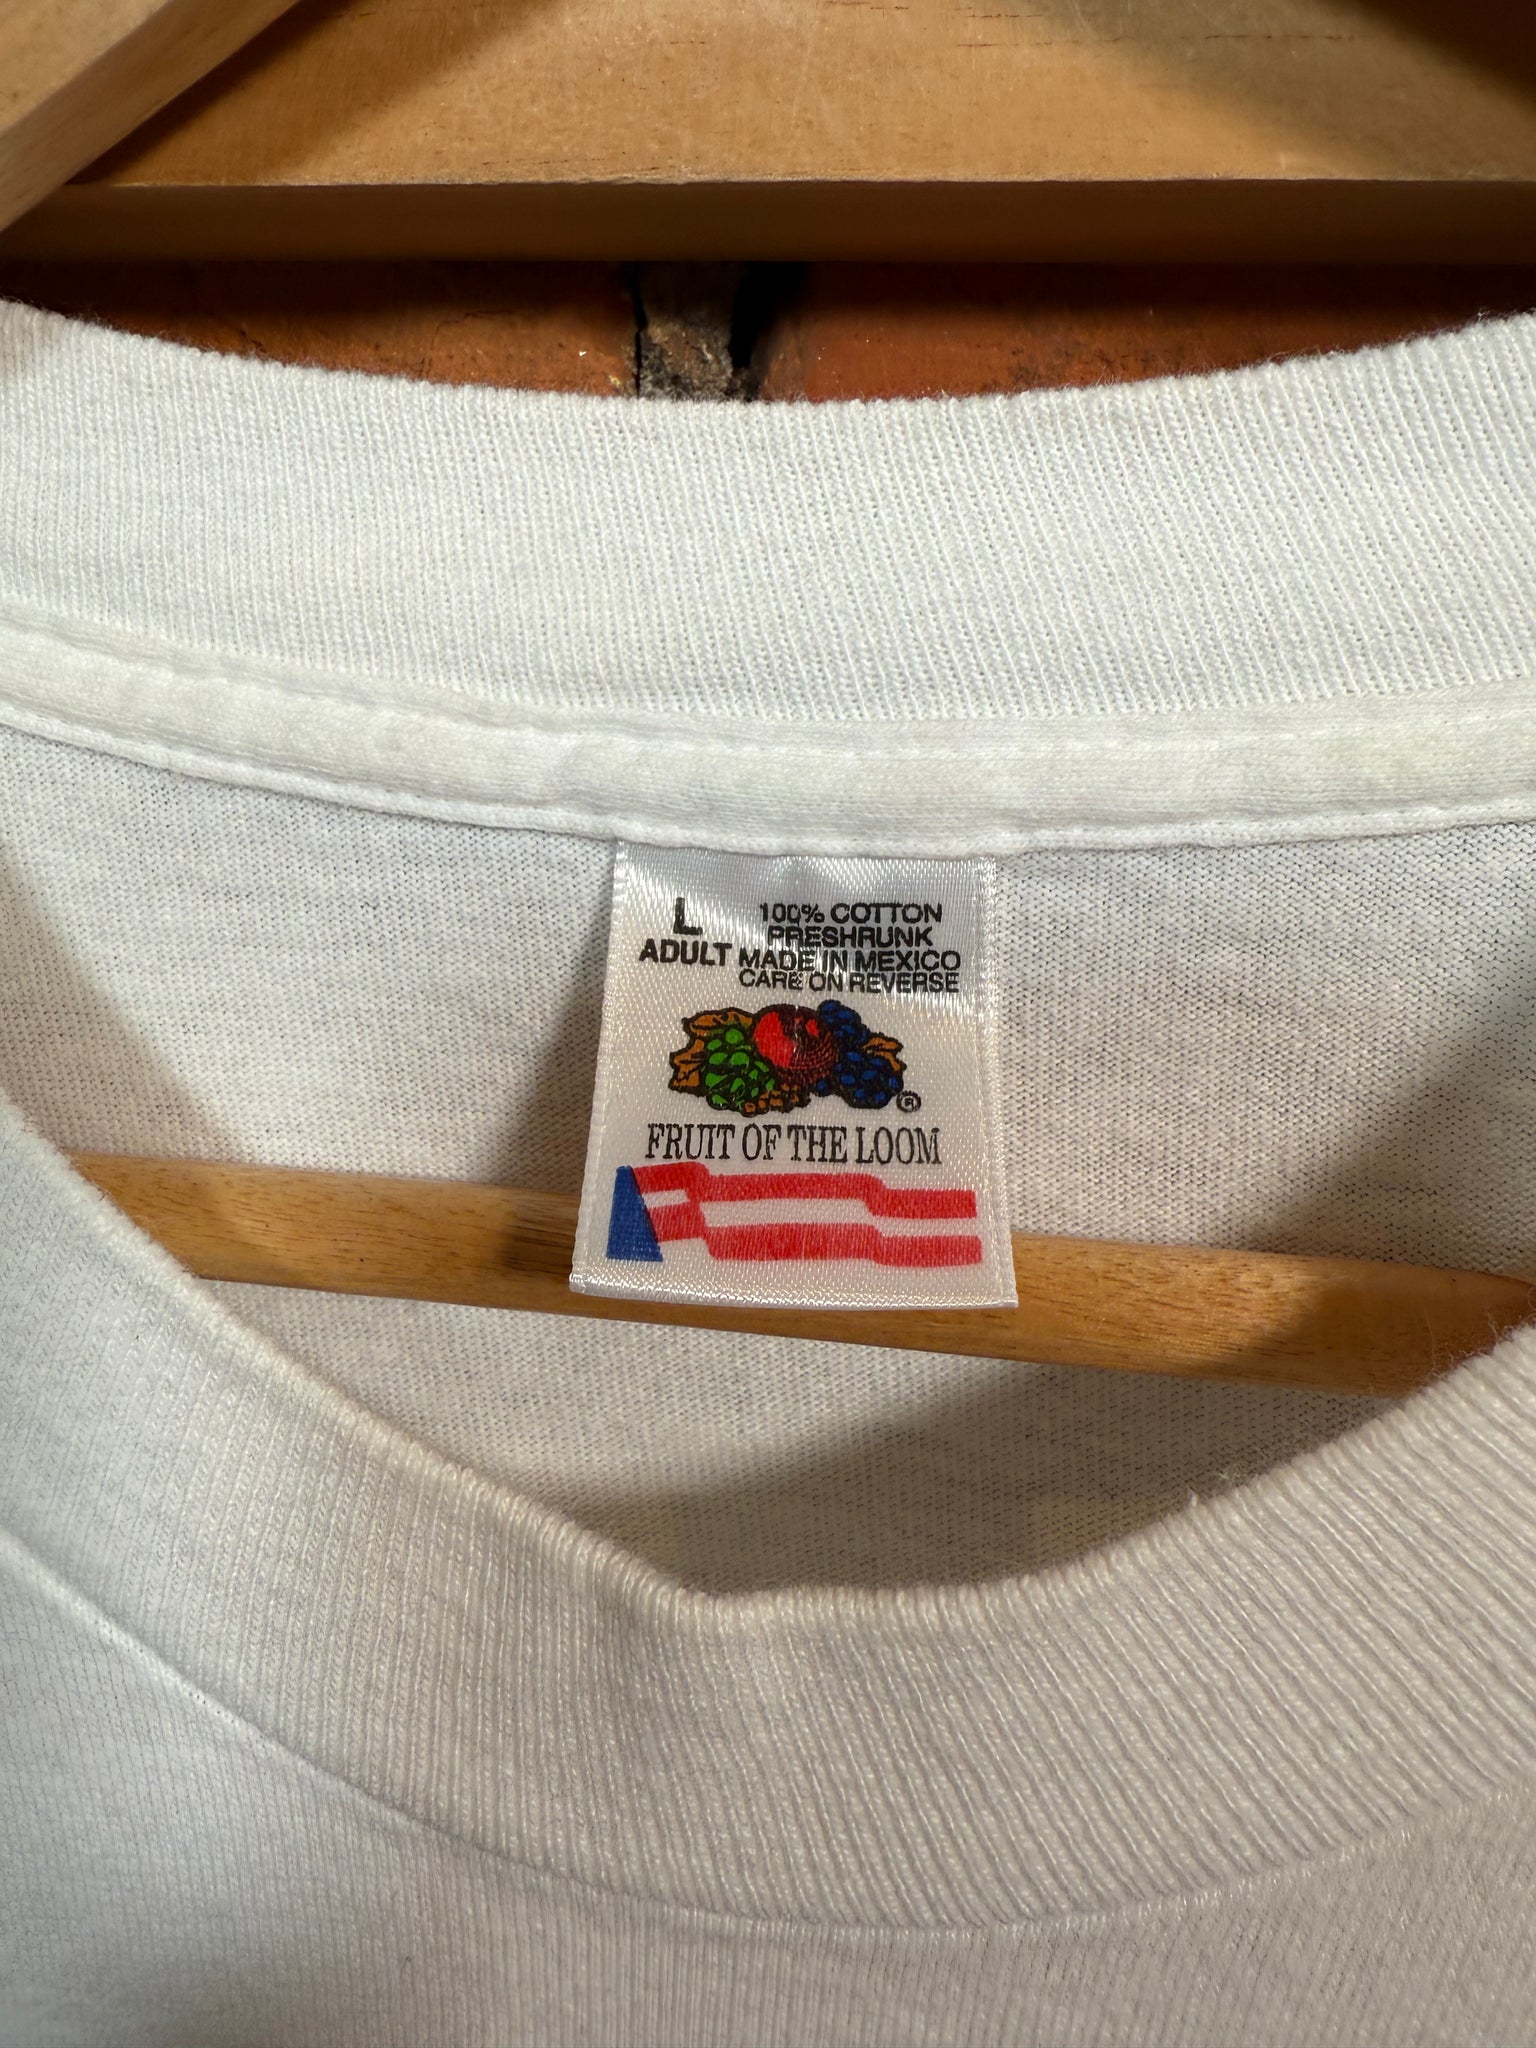 L
ADULT
100% COTTON
PRESHRUNK
MADE IN MEXICO
CARE ON REVERSE
®
FRUIT OF THE LOOM